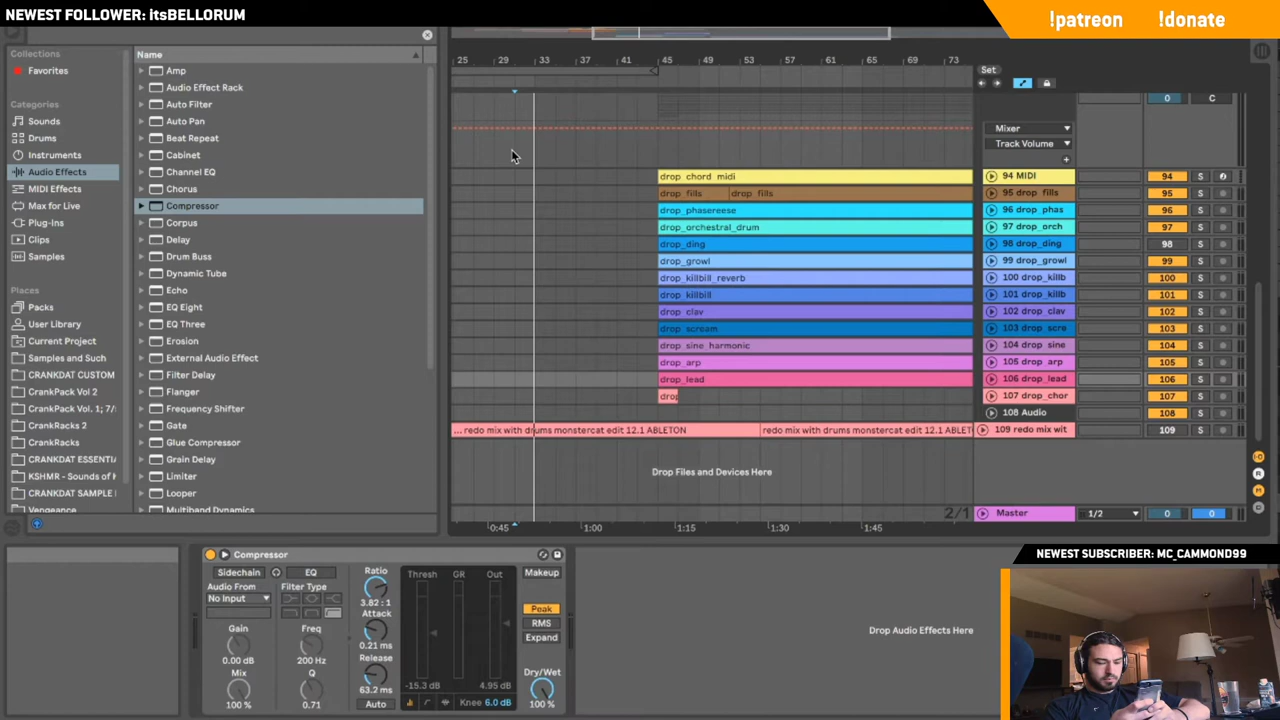 NEWEST FOLLOWER: itsBELLORUM
!patreon !donate
Collections
Favorites
Categories
Sounds
Drums
Instruments
Audio Effects
MIDI Effects
Max for Live
Plug-Ins
Clips
Samples
Places
Packs
User Library
Current Project
Samples and Such
CRANKDAT CUSTOM
CrankPack Vol 2
CrankPack Vol. 1; 7/
CrankRacks 2
CrankRacks
CRANKDAT ESSENTIA
KSHMR - Sounds of K
CRANKDAT SAMPLE
Vengeance
Name
Amp
Audio Effect Rack
Auto Filter
Auto Pan
Beat Repeat
Cabinet
Channel EQ
Chorus
Compressor
Corpus
Delay
Drum Buss
Dynamic Tube
Echo
EQ Eight
EQ Three
Erosion
External Audio Effect
Filter Delay
Flanger
Frequency Shifter
Gate
Glue Compressor
Grain Delay
Limiter
Looper
Multiband Dynamics
25 29 33 37 41 45 49 53 57 61 65 69 73
Set
0 C
Mixer
Track Volume
drop_chord_midi 94 MIDI 94 S
drop_fills drop_fills 95 drop_fills 95 S
drop_phasereese 96 drop_phas 96 S
drop_orchestral_drum 97 drop_orch 97 S
drop_ding 98 drop_ding 98 S
drop_growl 99 drop_growl 99 S
drop_killbill_reverb 100 drop_killb 100 S
drop_killbill 101 drop_killb 101 S
drop_clav 102 drop_clav 102 S
drop_scream 103 drop_scre 103 S
drop_sine_harmonic 104 drop_sine 104 S
drop_arp 105 drop_arp 105 S
drop_lead 106 drop_lead 106 S
drop 107 drop_chor 107 S
108 Audio 108 S
... redo mix with drums monstercat edit 12.1 ABLETON redo mix with drums monstercat edit 12.1 ABLET 109 redo mix wit 109 S
Drop Files and Devices Here
2/1
Master 1/2 0 0
0:45 1:00 1:15 1:30 1:45
NEWEST SUBSCRIBER: MC_CAMMOND99
Compressor
Sidechain EQ
Audio From Filter Type
No Input
Gain Freq
0.00 dB 200 Hz
Mix Q
100 % 0.71
Ratio
3.82 : 1
Attack
0.21 ms
Release
63.2 ms
Auto
Thresh GR Out
-15.3 dB 4.95 dB
Knee 6.0 dB
Makeup
Peak
RMS
Expand
Dry/Wet
100 %
Drop Audio Effects Here